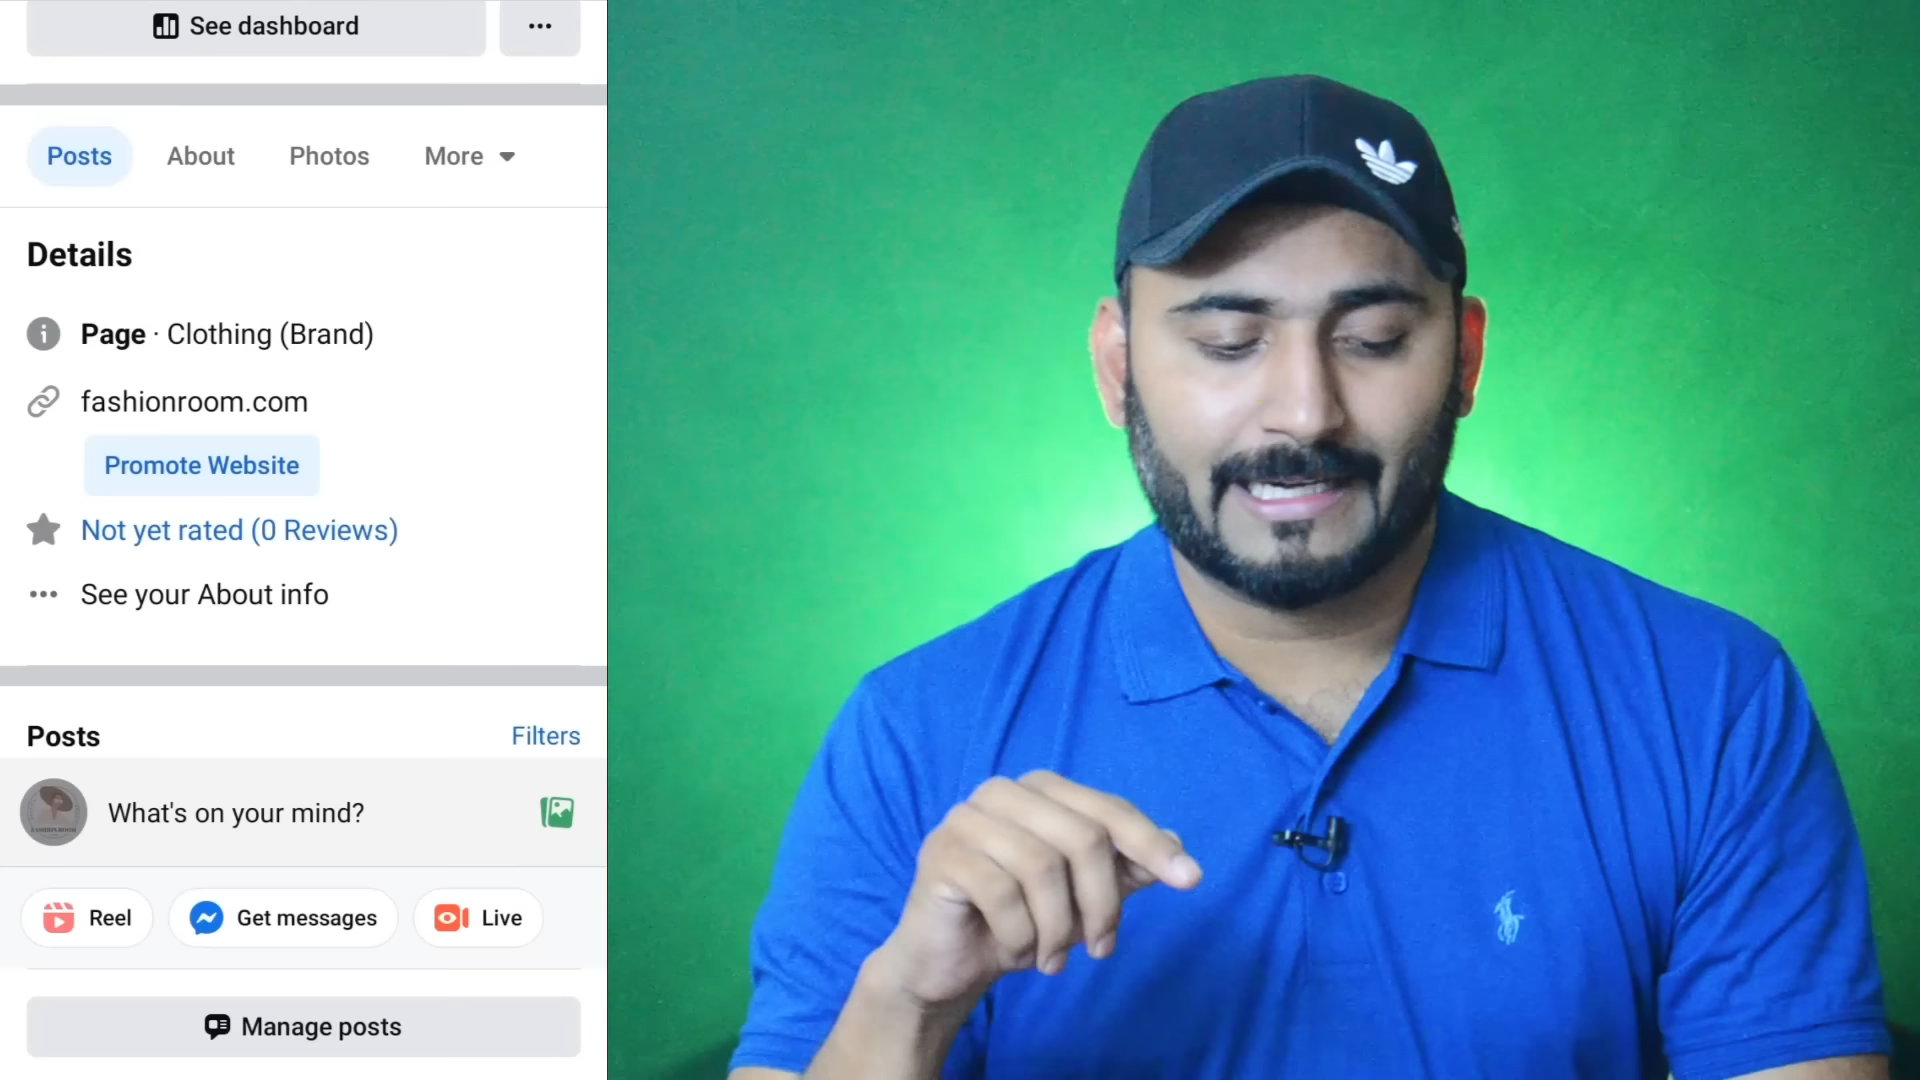 See dashboard
Posts About Photos More
Details
Page · Clothing (Brand)
fashionroom.com
Promote Website
Not yet rated (0 Reviews)
See your About info
Posts Filters
What's on your mind?
Reel Get messages Live
Manage posts